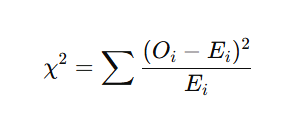 χ² = ∑ (Oᵢ − Eᵢ)² / Eᵢ